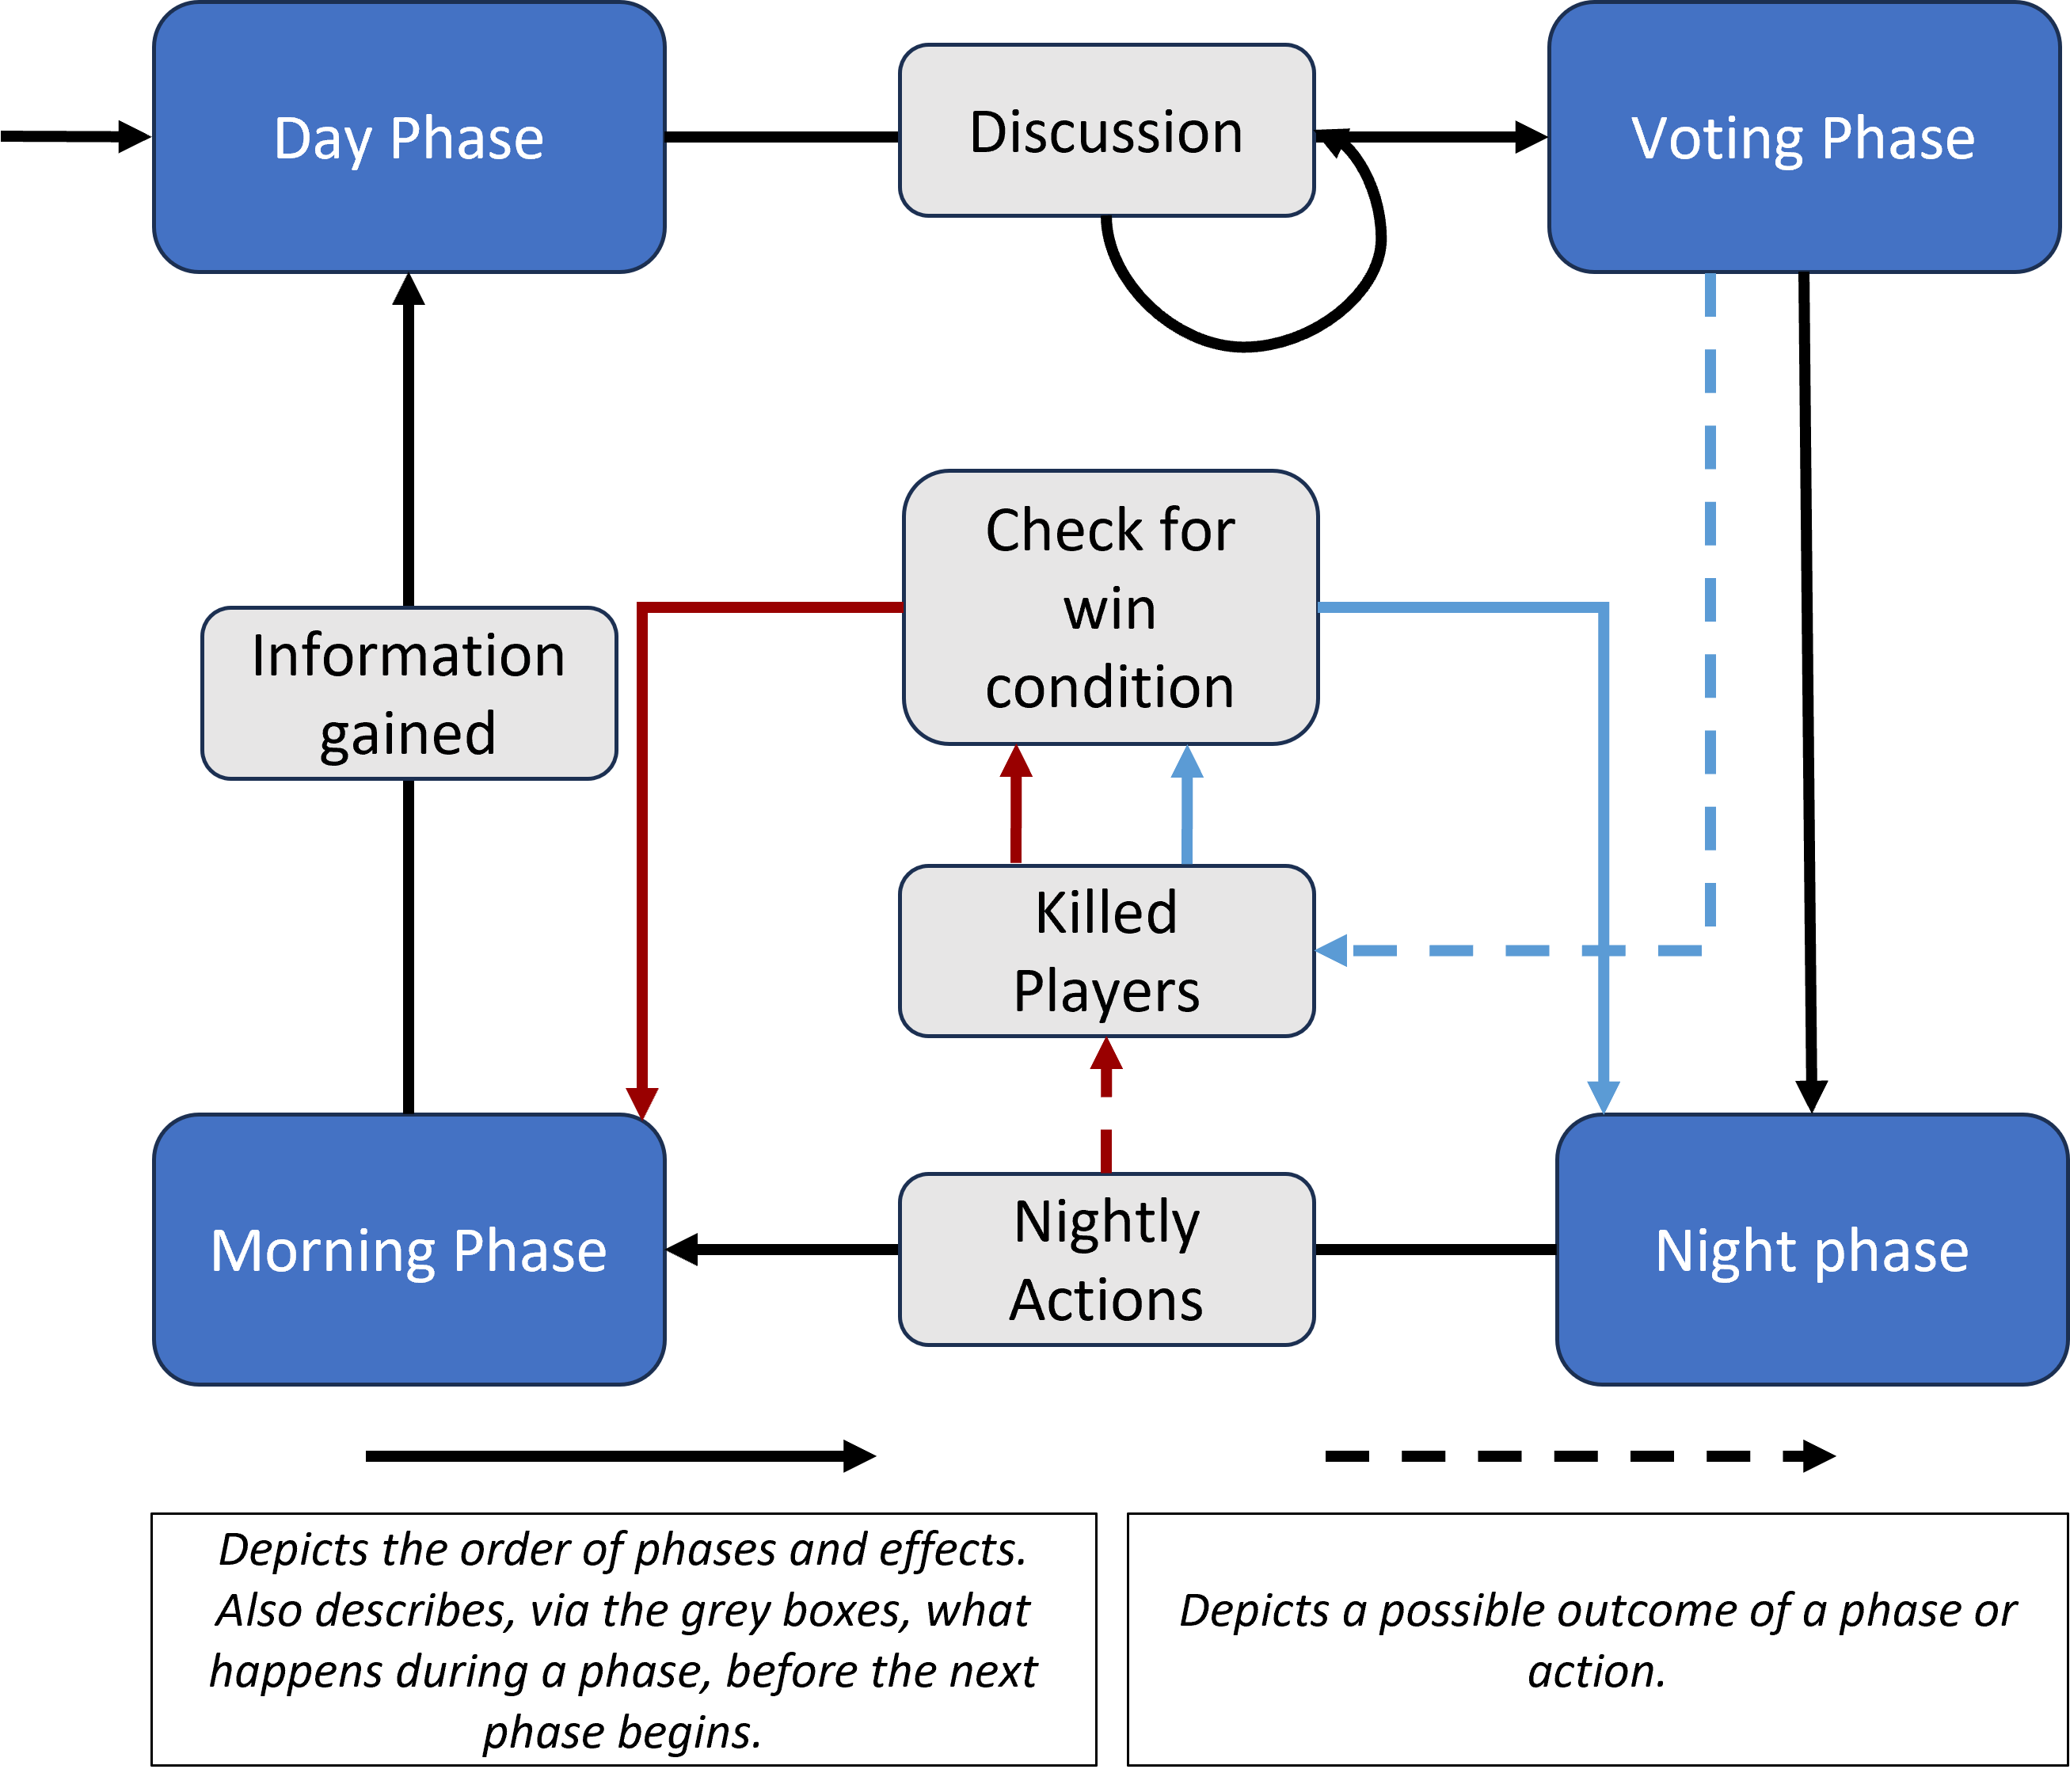 Day Phase
Discussion
Voting Phase
Check for
win
condition
Information
gained
Killed
Players
Morning Phase
Nightly
Actions
Night phase
Depicts the order of phases and effects.
Also describes, via the grey boxes, what
happens during a phase, before the next
phase begins.
Depicts a possible outcome of a phase or
action.